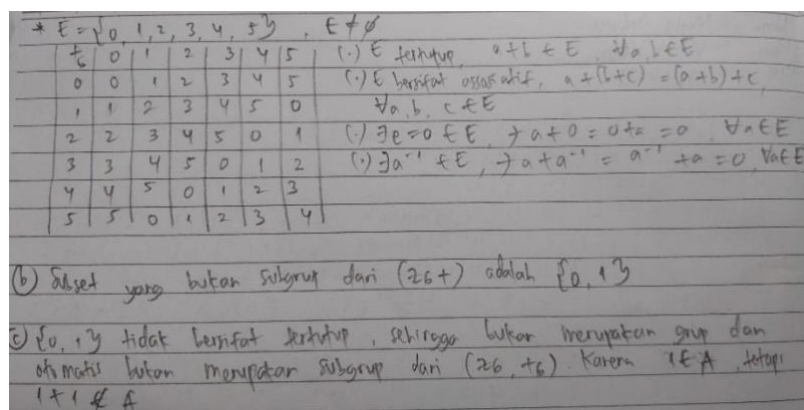 * E = {0, 1, 2, 3, 4, 5}, E ≠ ∅
+6 | 0 | 1 | 2 | 3 | 4 | 5 (·) E tertutup, a+b ∈ E ∀a,b∈E
0 | 0 | 1 | 2 | 3 | 4 | 5 (·) E bersifat assosiatif, a+(b+c) = (a+b)+c,
1 | 1 | 2 | 3 | 4 | 5 | 0 ∀a, b, c ∈ E
2 | 2 | 3 | 4 | 5 | 0 | 1 (·) ∃e=0 ∈ E, ∋ a+0 = 0+a = a ∀a∈E
3 | 3 | 4 | 5 | 0 | 1 | 2 (·) ∃a⁻¹ ∈ E, ∋ a+a⁻¹ = a⁻¹+a = 0, ∀a∈E
4 | 4 | 5 | 0 | 1 | 2 | 3
5 | 5 | 0 | 1 | 2 | 3 | 4
(b) Subset yang bukan subgrup dari (Z6 +) adalah {0, 1}
(c) {0, 1} tidak bersifat tertutup, sehingga bukan merupakan grup dan
otomatis bukan merupakan subgrup dari (Z6, +6). Karena 1 ∈ A, tetapi
1+1 ∉ A